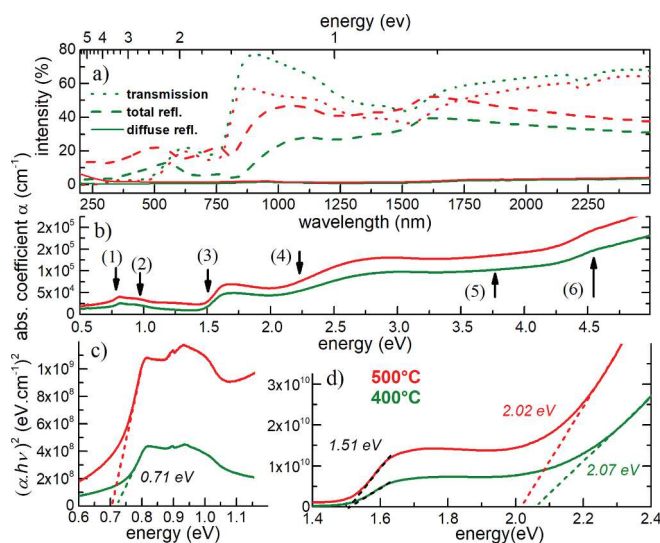 energy (ev)
5 4 3 2 1
80
60
40
20
0
intensity (%)
a)
transmission
total refl.
diffuse refl.
250 500 750 1000 1250 1500 1750 2000 2250
wavelength (nm)
abs. coefficient α (cm⁻¹)
2x10⁵
2x10⁵
1x10⁵
5x10⁴
0
b)
(1)
(2)
(3)
(4)
(5)
(6)
0.5 1.0 1.5 2.0 2.5 3.0 3.5 4.0 4.5
energy (eV)
(α.hν)² (eV.cm⁻¹)²
c)
1x10⁹
8x10⁸
6x10⁸
4x10⁸
2x10⁸
0
0.71 eV
0.6 0.7 0.8 0.9 1.0 1.1
energy (eV)
d)
500°C
400°C
3x10¹⁰
2x10¹⁰
1x10¹⁰
0
1.51 eV
2.02 eV
2.07 eV
1.4 1.6 1.8 2.0 2.2 2.4
energy(eV)